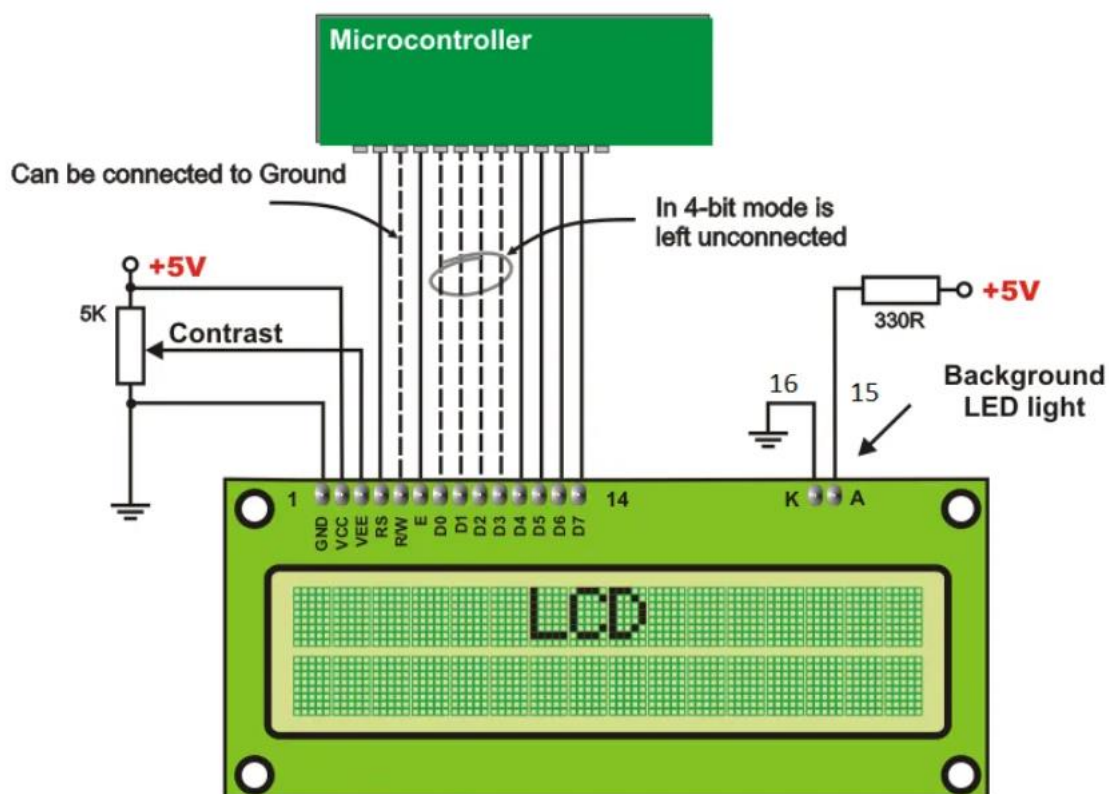 Microcontroller
Can be connected to Ground
In 4-bit mode is
left unconnected
+5V
+5V
5K
330R
Contrast
16
15
Background
LED light
1
14
K
A
GND
VCC
VEE
RS
R/W
E
D0
D1
D2
D3
D4
D5
D6
D7
LCD